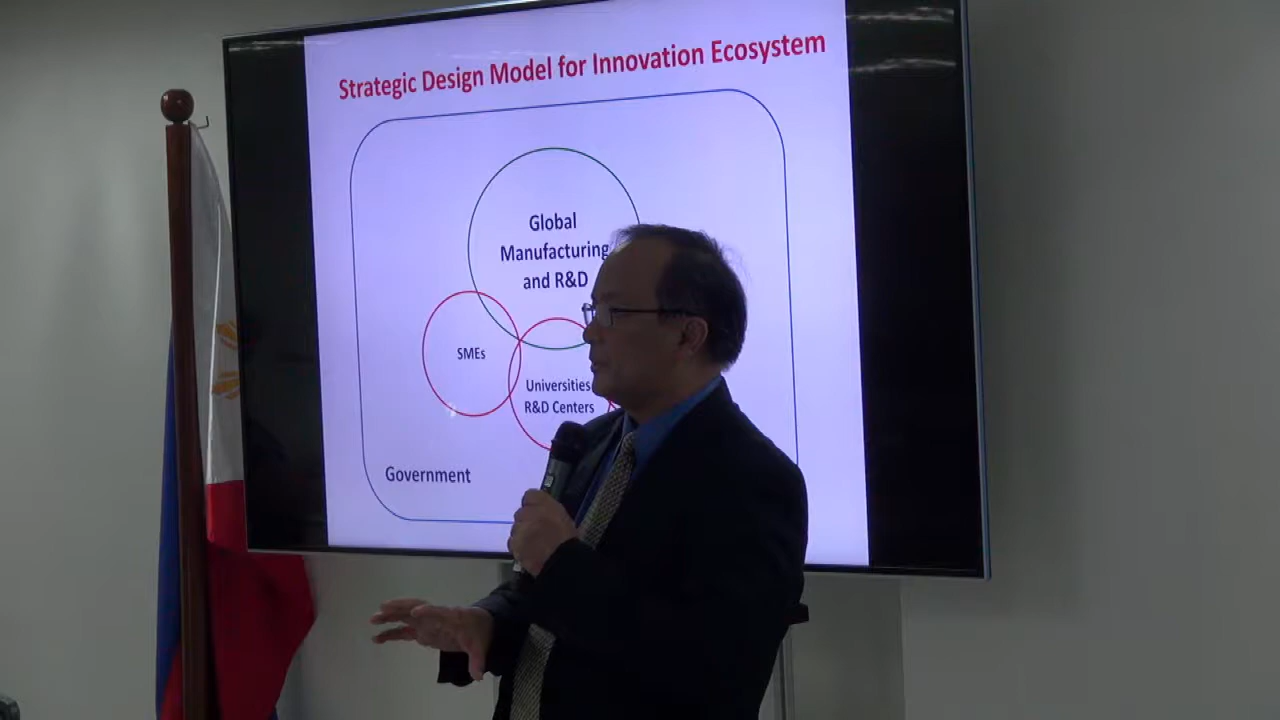 Strategic Design Model for Innovation Ecosystem
Global
Manufacturing
and R&D
SMEs
Universities
R&D Centers
Government